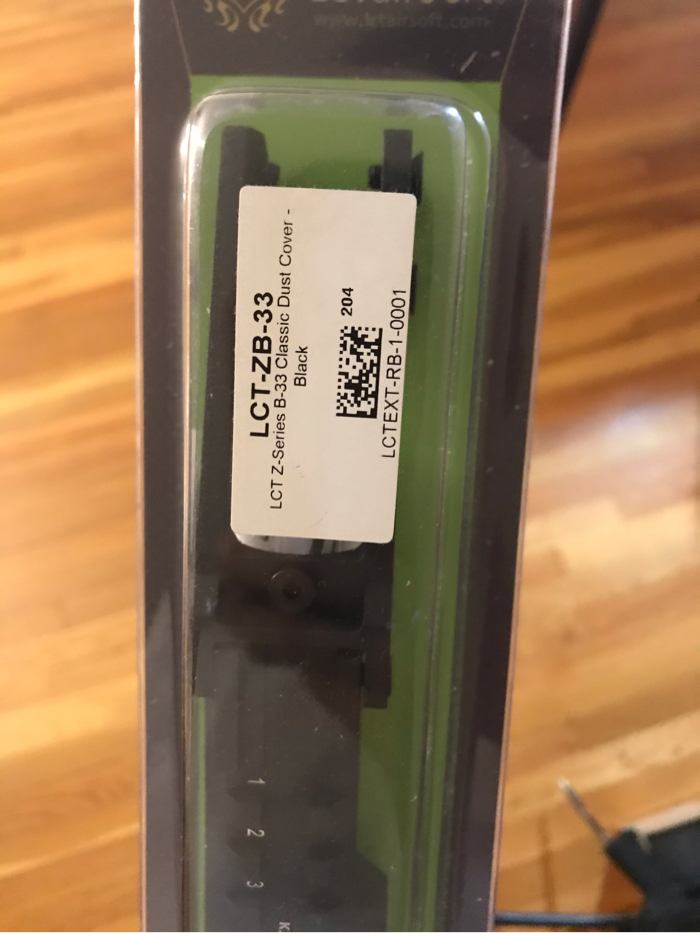 www.lctairsoft.com
LCT-ZB-33
LCT Z-Series B-33 Classic Dust Cover -
Black
204
LCTEXT-RB-1-0001
1
2
3